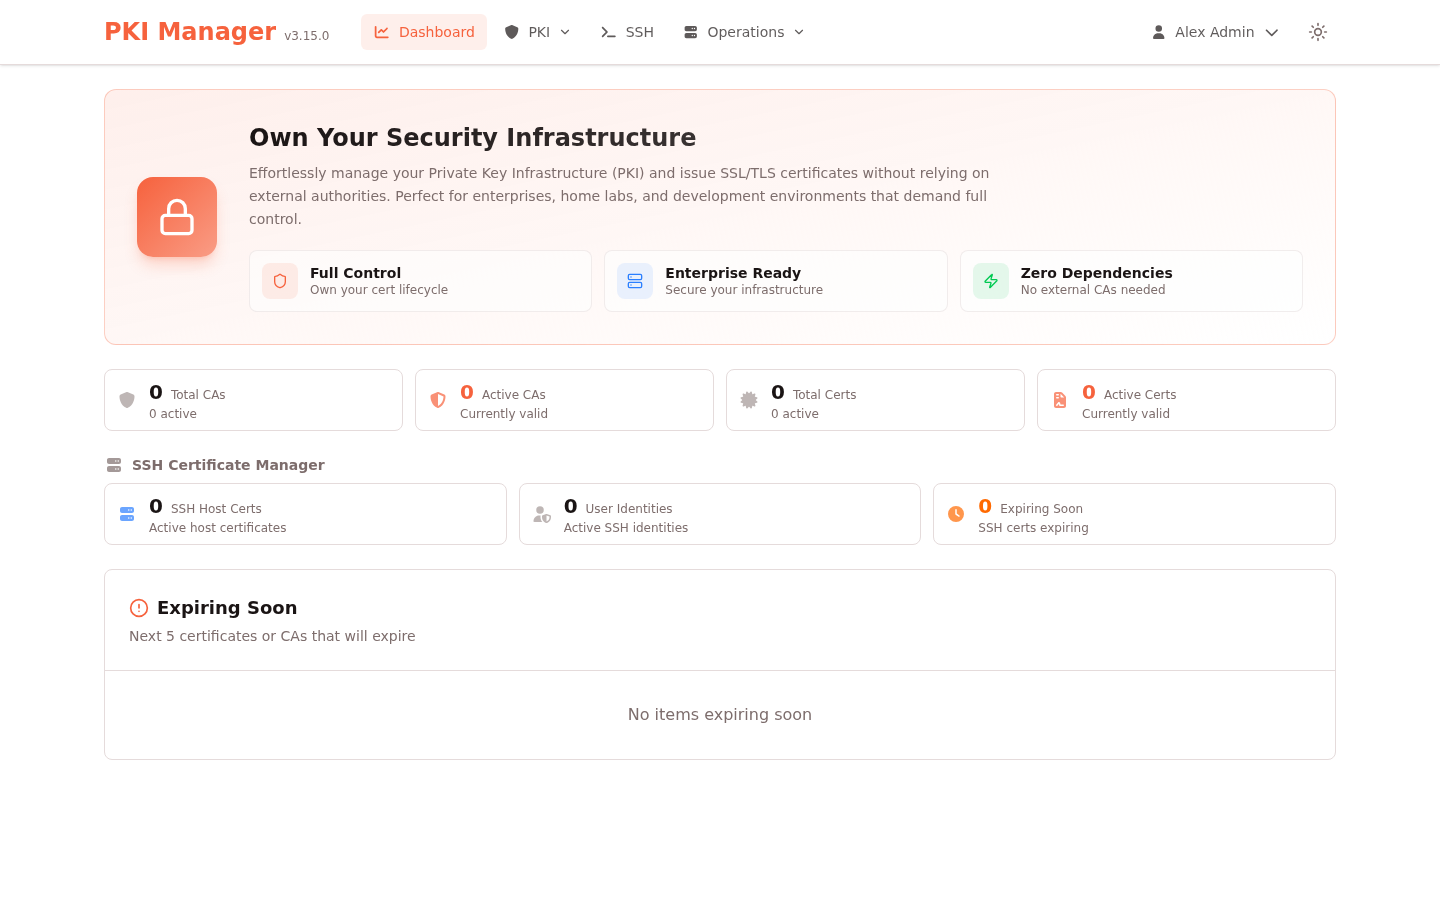 PKI Manager v3.15.0 Dashboard PKI SSH Operations Alex Admin
Own Your Security Infrastructure
Effortlessly manage your Private Key Infrastructure (PKI) and issue SSL/TLS certificates without relying on
external authorities. Perfect for enterprises, home labs, and development environments that demand full
control.
Full Control
Own your cert lifecycle
Enterprise Ready
Secure your infrastructure
Zero Dependencies
No external CAs needed
0 Total CAs
0 active
0 Active CAs
Currently valid
0 Total Certs
0 active
0 Active Certs
Currently valid
SSH Certificate Manager
0 SSH Host Certs
Active host certificates
0 User Identities
Active SSH identities
0 Expiring Soon
SSH certs expiring
Expiring Soon
Next 5 certificates or CAs that will expire
No items expiring soon